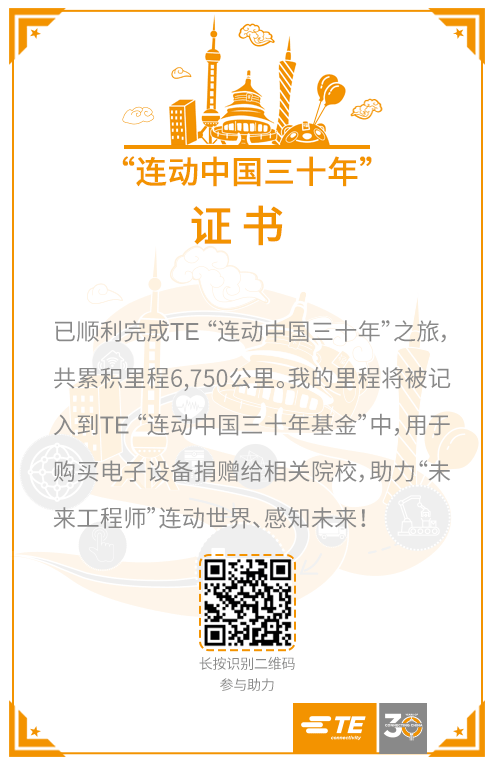 “连动中国三十年”
证书
已顺利完成TE “连动中国三十年”之旅，
共累积里程6,750公里。我的里程将被记
入到TE “连动中国三十年基金”中，用于
购买电子设备捐赠给相关院校，助力“未
来工程师”连动世界、感知未来！
长按识别二维码
参与助力
TE
connectivity
30
YEARS OF
CONNECTING CHINA